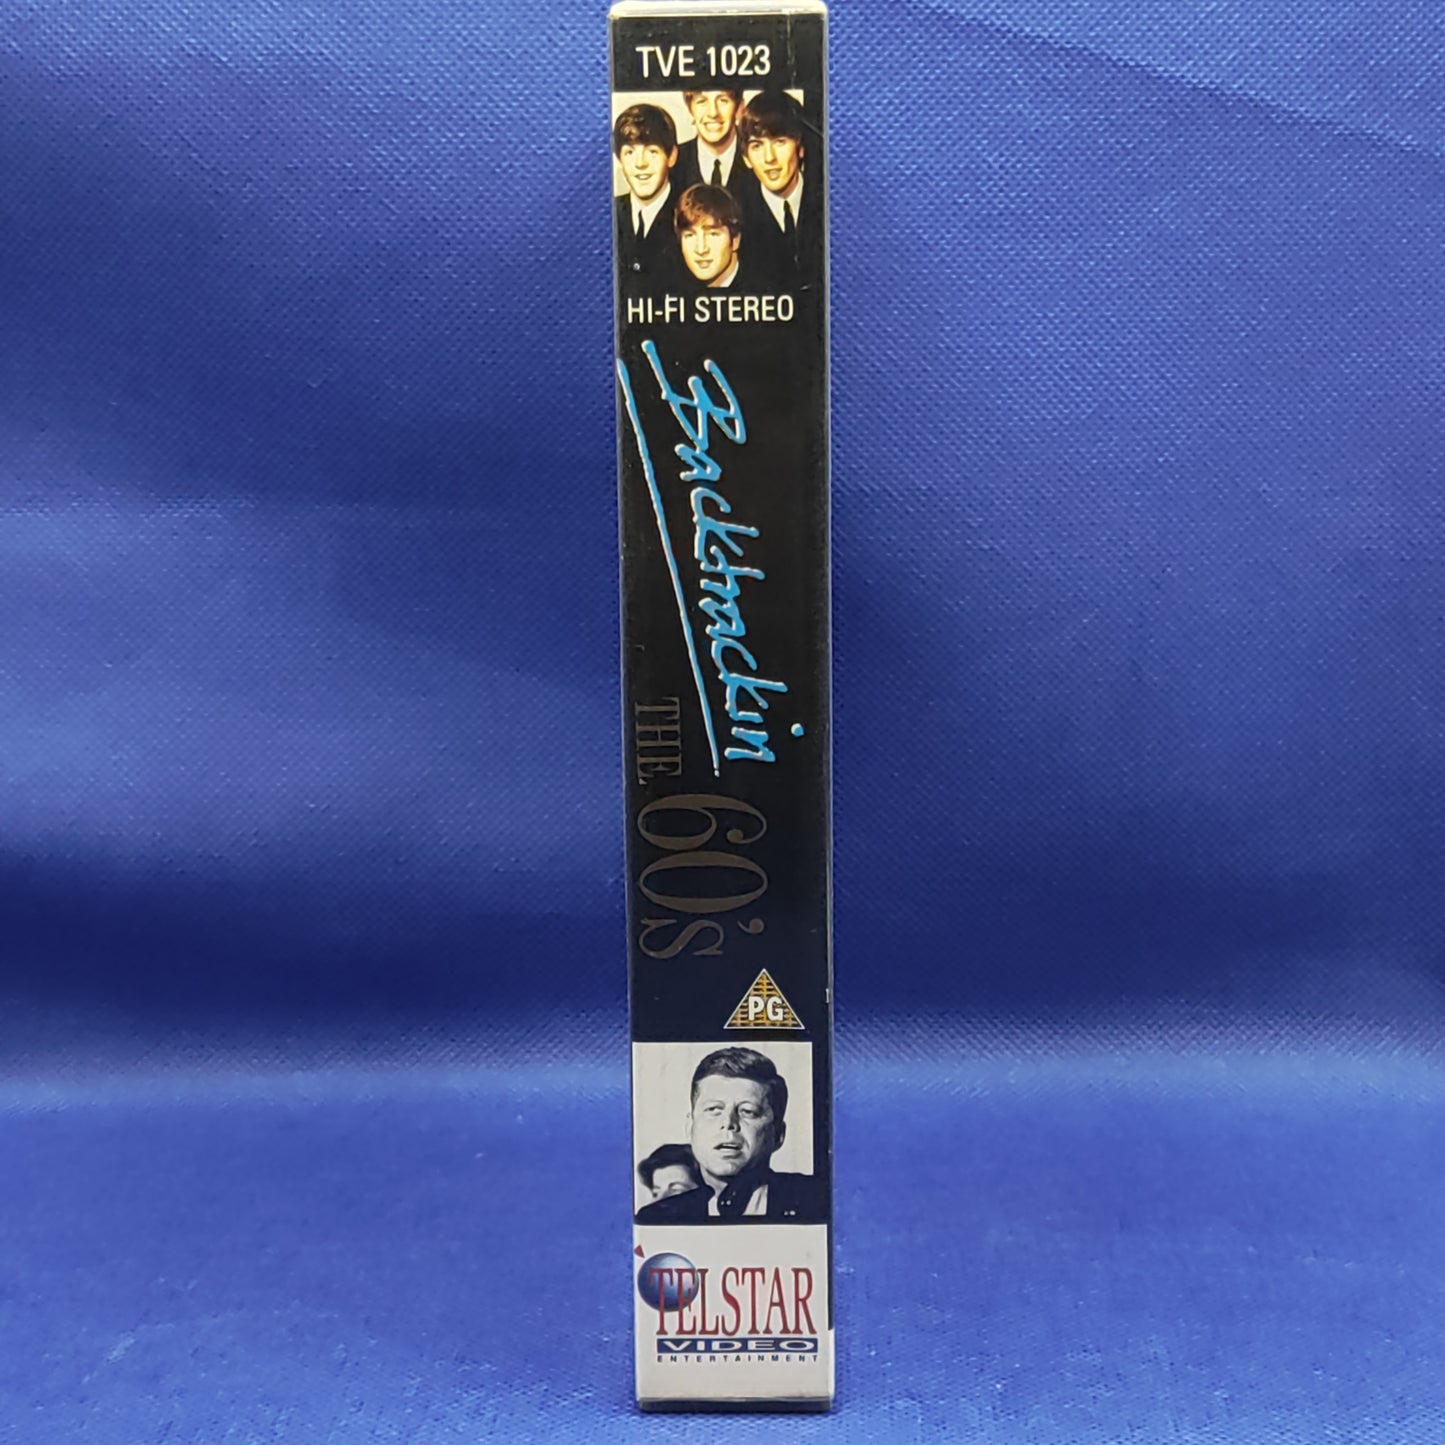 TVE 1023
HI-FI STEREO
Backtrackin
THE 60's
PG
TELSTAR
VIDEO
ENTERTAINMENT